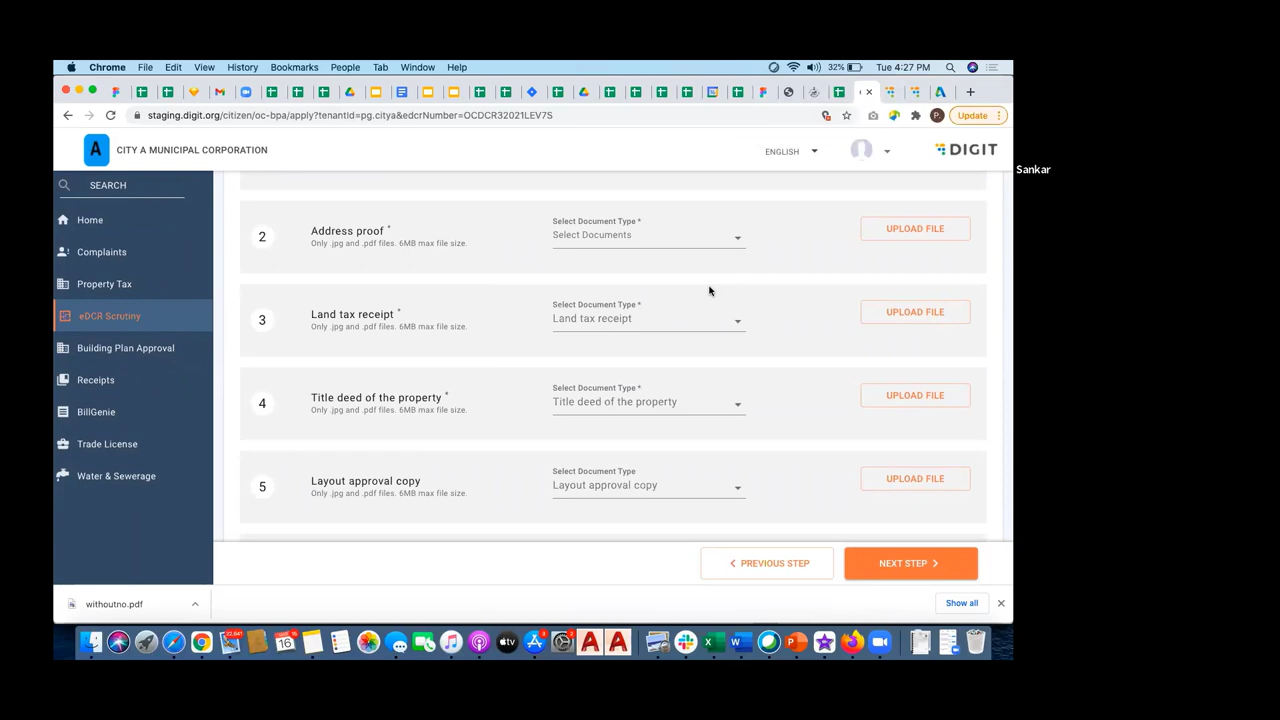 Chrome File Edit View History Bookmarks People Tab Window Help 32% Tue 4:27 PM
staging.digit.org/citizen/oc-bpa/apply?tenantId=pg.citya&edcrNumber=OCDCR32021LEV7S P. Update
A CITY A MUNICIPAL CORPORATION ENGLISH DIGIT
Sankar
SEARCH
Home
Complaints
Property Tax
eDCR Scrutiny
Building Plan Approval
Receipts
BillGenie
Trade License
Water & Sewerage
2 Address proof * Select Document Type * UPLOAD FILE
Only .jpg and .pdf files. 6MB max file size. Select Documents
3 Land tax receipt * Select Document Type * UPLOAD FILE
Only .jpg and .pdf files. 6MB max file size. Land tax receipt
4 Title deed of the property * Select Document Type * UPLOAD FILE
Only .jpg and .pdf files. 6MB max file size. Title deed of the property
5 Layout approval copy Select Document Type UPLOAD FILE
Only .jpg and .pdf files. 6MB max file size. Layout approval copy
PREVIOUS STEP NEXT STEP
withoutno.pdf Show all